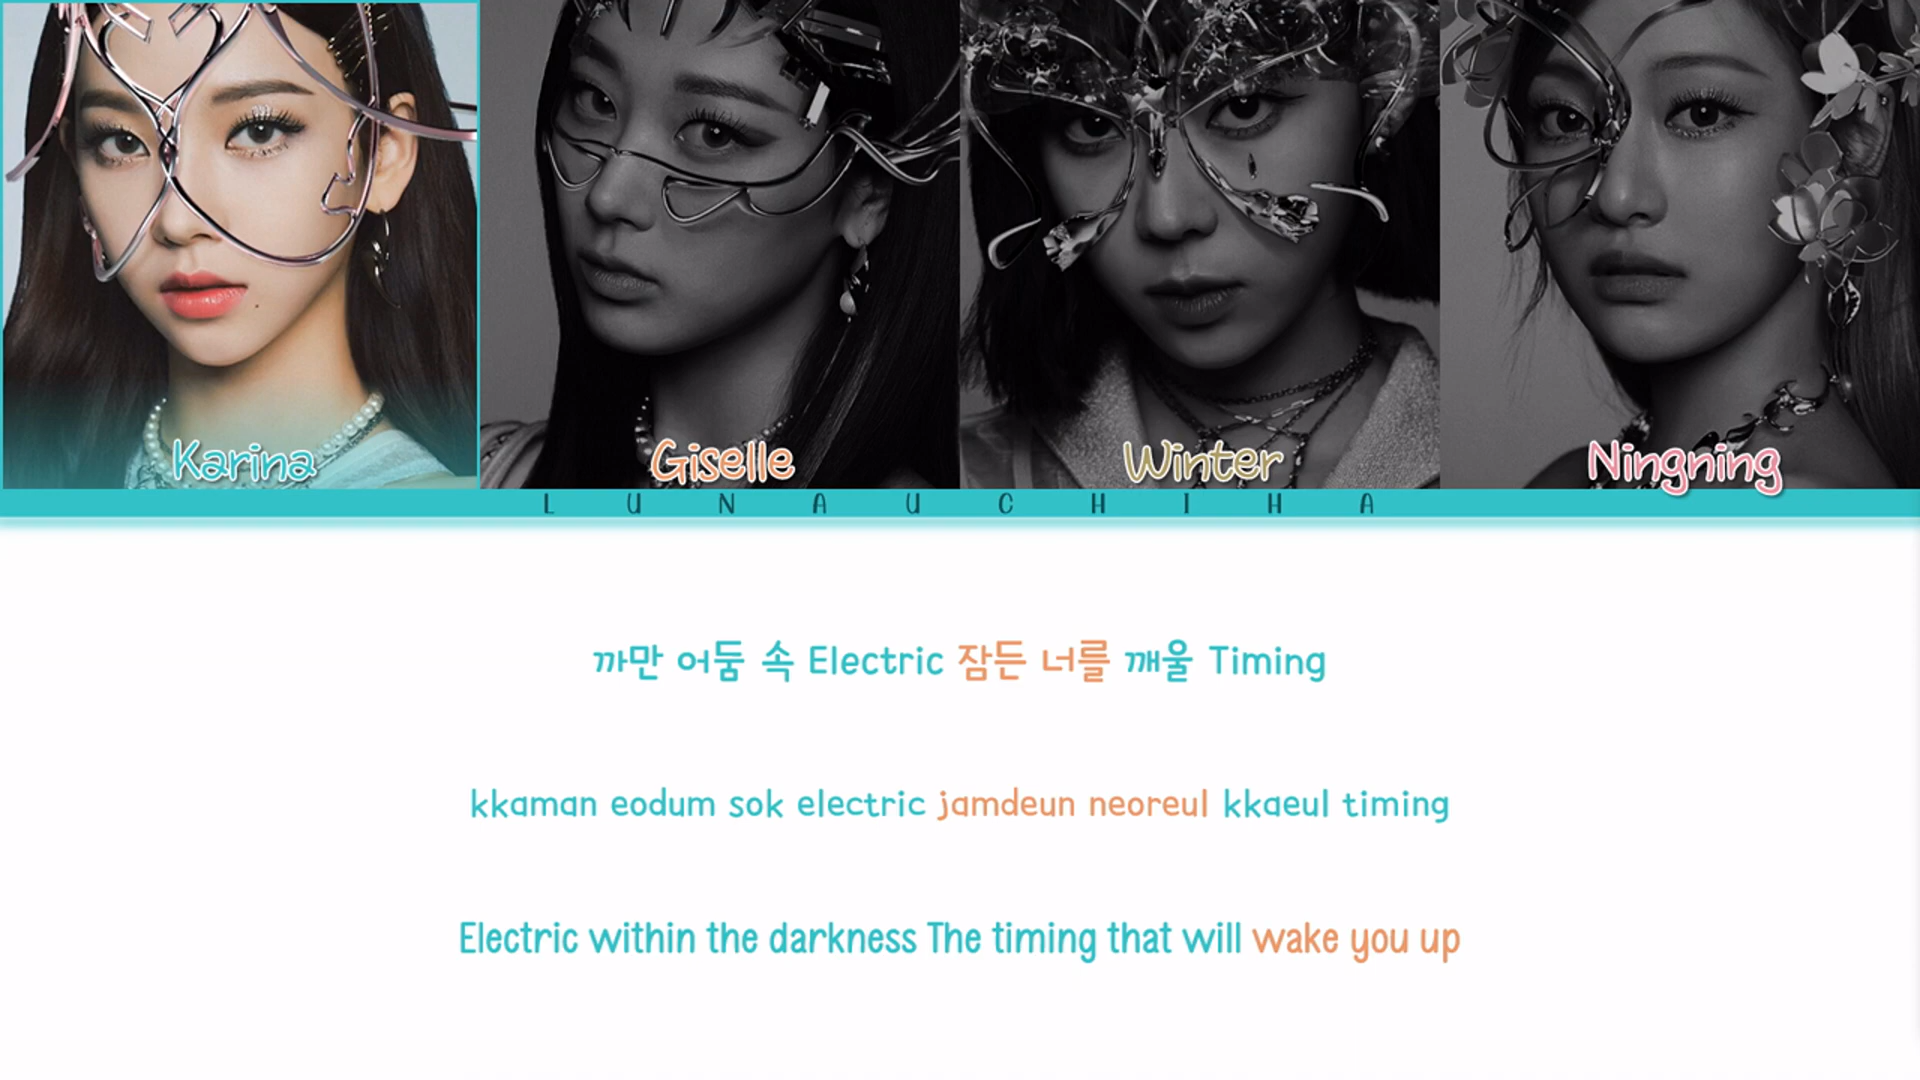 Karina
Giselle
Winter
Ningning
LUNAUCHIHA
까만 어둠 속 Electric 잠든 너를 깨울 Timing
kkaman eodum sok electric jamdeun neoreul kkaeul timing
Electric within the darkness The timing that will wake you up